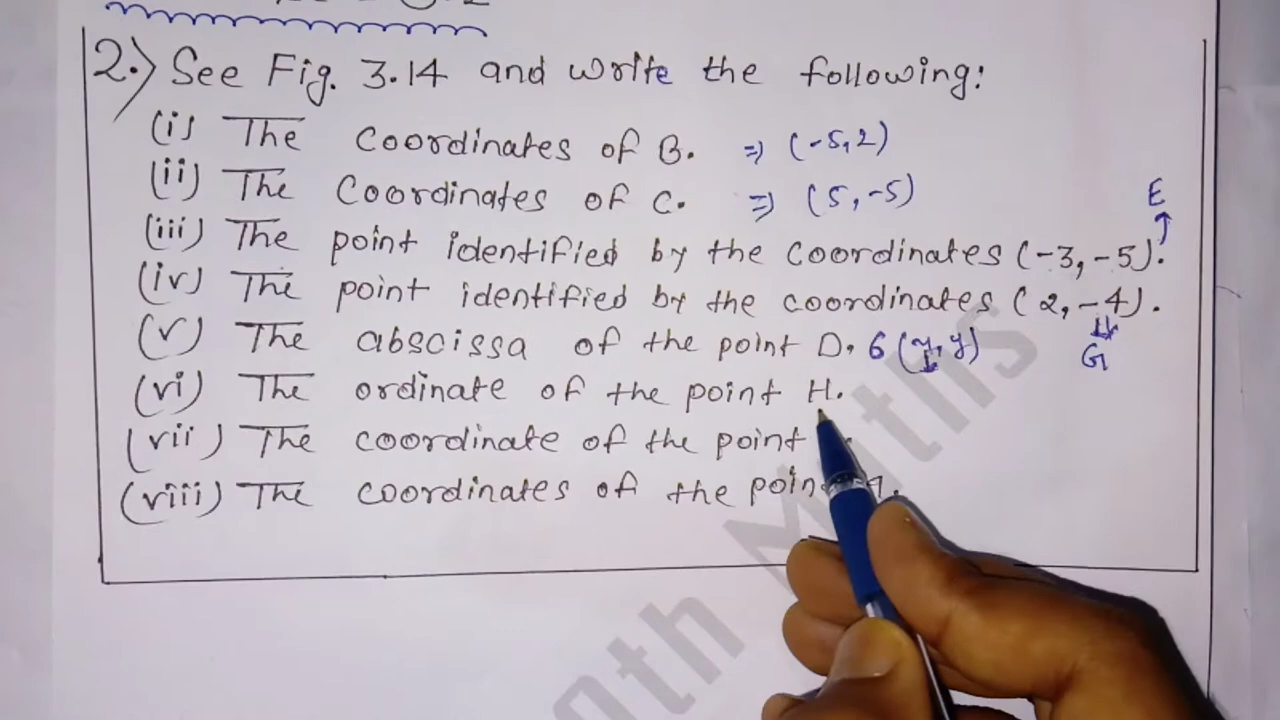 2.) See Fig. 3.14 and write the following:
(i) The Coordinates of B. => (-5,2)
(ii) The Coordinates of C. => (5,-5)
E
(iii) The point identified by the coordinates (-3,-5).
(iv) The point identified by the coordinates (2,-4).
(v) The abscissa of the point D. 6 (x,y)
G
(vi) The ordinate of the point H.
(vii) The coordinate of the point
(viii) The coordinates of the point
Maths